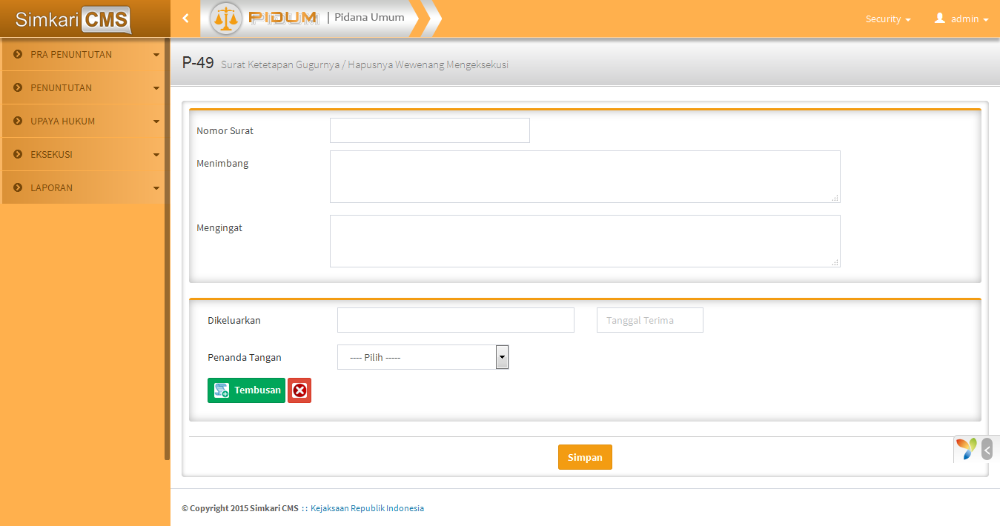 Simkari CMS
PIDUM | Pidana Umum
Security
admin
PRA PENUNTUTAN
PENUNTUTAN
UPAYA HUKUM
EKSEKUSI
LAPORAN
P-49 Surat Ketetapan Gugurnya / Hapusnya Wewenang Mengeksekusi
Nomor Surat
Menimbang
Mengingat
Dikeluarkan
Tanggal Terima
Penanda Tangan
---- Pilih -----
Tembusan
Simpan
© Copyright 2015 Simkari CMS :: Kejaksaan Republik Indonesia